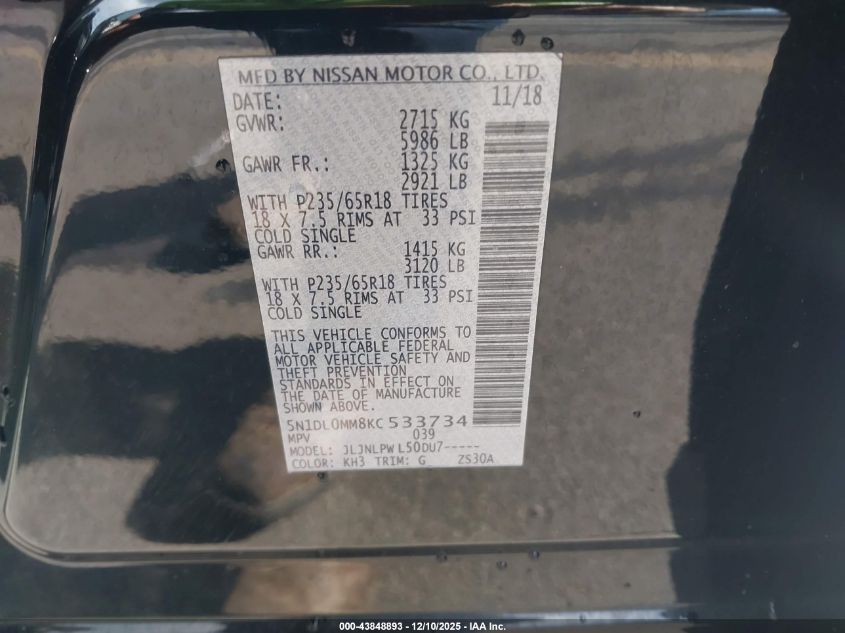 MFD BY NISSAN MOTOR CO., LTD.
DATE: 11/18
GVWR: 2715 KG
5986 LB
GAWR FR.: 1325 KG
2921 LB
WITH P235/65R18 TIRES
18 X 7.5 RIMS AT 33 PSI
COLD SINGLE
GAWR RR.: 1415 KG
3120 LB
WITH P235/65R18 TIRES
18 X 7.5 RIMS AT 33 PSI
COLD SINGLE
THIS VEHICLE CONFORMS TO
ALL APPLICABLE FEDERAL
MOTOR VEHICLE SAFETY AND
THEFT PREVENTION
STANDARDS IN EFFECT ON
THE DATE OF MANUFACTURE
SHOWN ABOVE.
5N1DL0MM8KC533734
MPV 039
MODEL: JLJNLPW L50DU7-----
COLOR: KH3 TRIM: G ZS30A
000-43848893 – 12/10/2025 - IAA Inc.